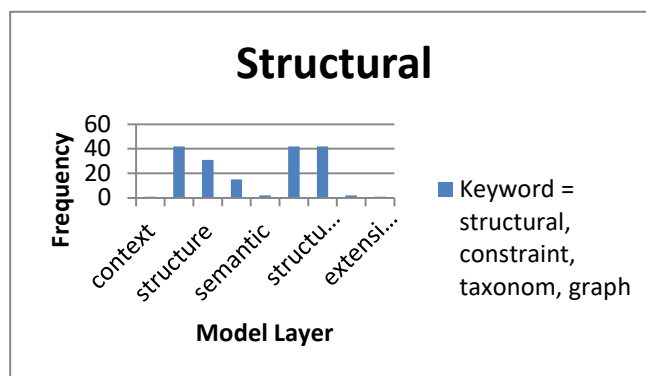 Structural
60
40
20
0
Frequency
context
structure
semantic
structu...
extensi...
Model Layer
Keyword =
structural,
constraint,
taxonom, graph